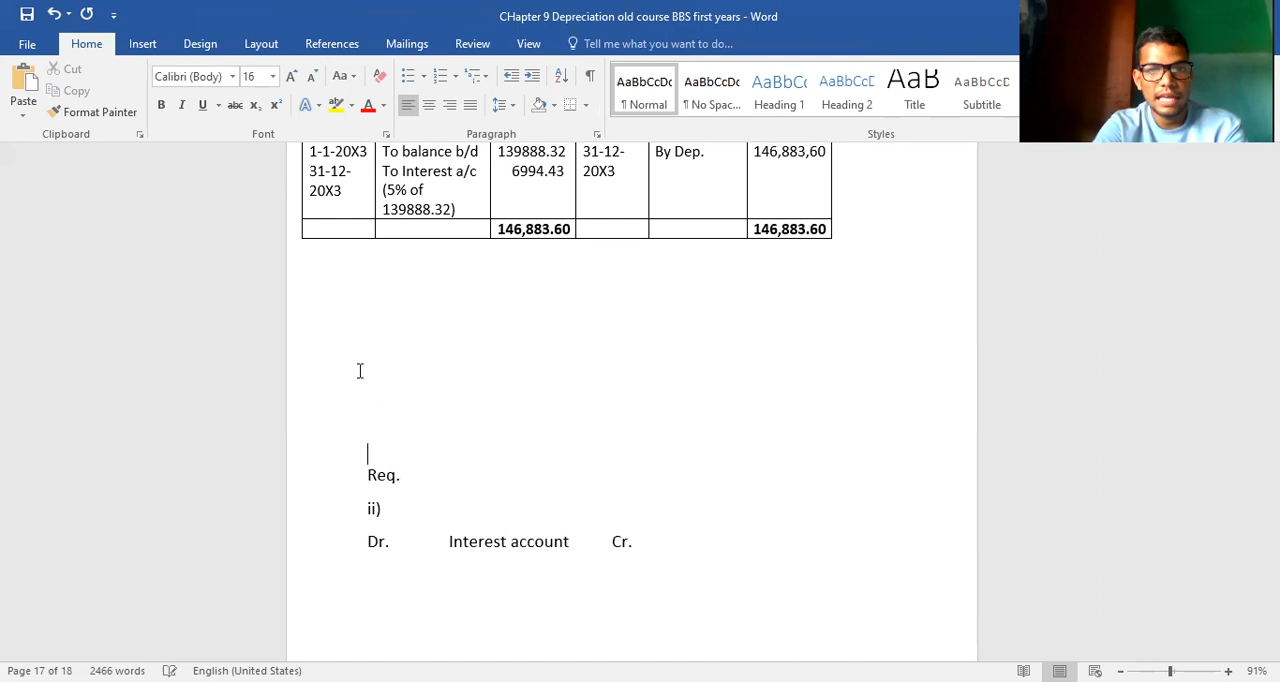 CHapter 9 Depreciation old course BBS first years - Word
File Home Insert Design Layout References Mailings Review View Tell me what you want to do...
Paste
Cut
Copy
Format Painter
Clipboard
Calibri (Body) 16
Aa
B I U abc X₂ X²
A
Font
Paragraph
AaBbCcDc AaBbCcDc AaBbC( AaBbCcE AaB AaBbCcD
¶ Normal ¶ No Spac... Heading 1 Heading 2 Title Subtitle
Styles
1-1-20X3 To balance b/d 139888.32 31-12- By Dep. 146,883,60
31-12- To Interest a/c 6994.43 20X3
20X3 (5% of
139888.32)
146,883.60 146,883.60
Req.
ii)
Dr. Interest account Cr.
Page 17 of 18 2466 words English (United States) 91%